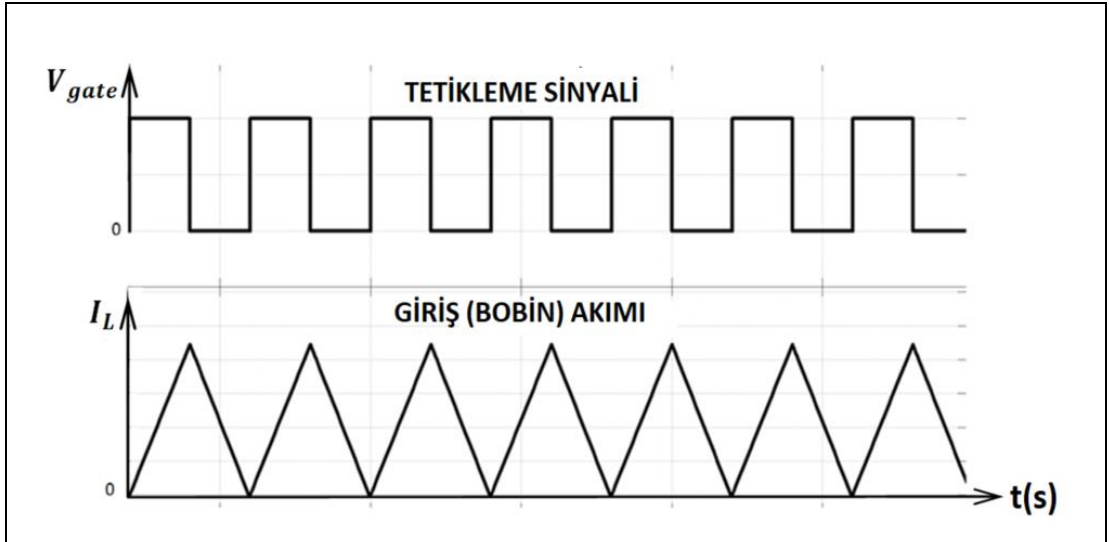 V_gate
TETİKLEME SİNYALİ
0
I_L
GİRİŞ (BOBİN) AKIMI
0
t(s)